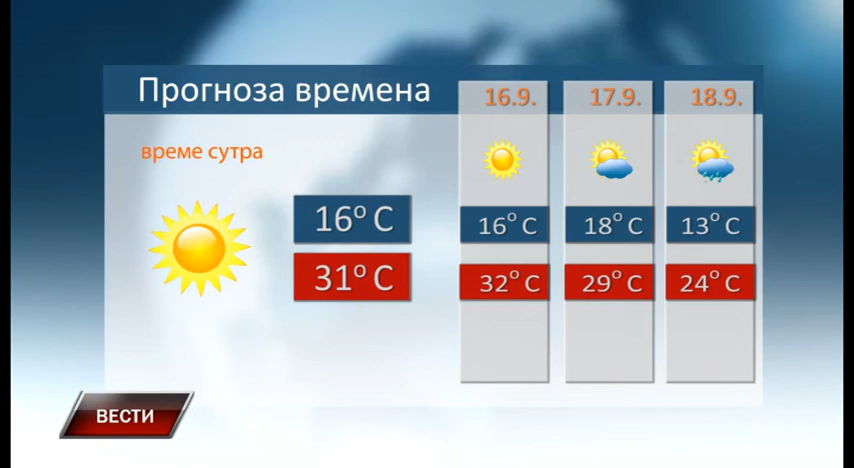 Прогноза времена
време сутра
16° C
31° C
16.9. 17.9. 18.9.
16° C 18° C 13° C
32° C 29° C 24° C
ВЕСТИ